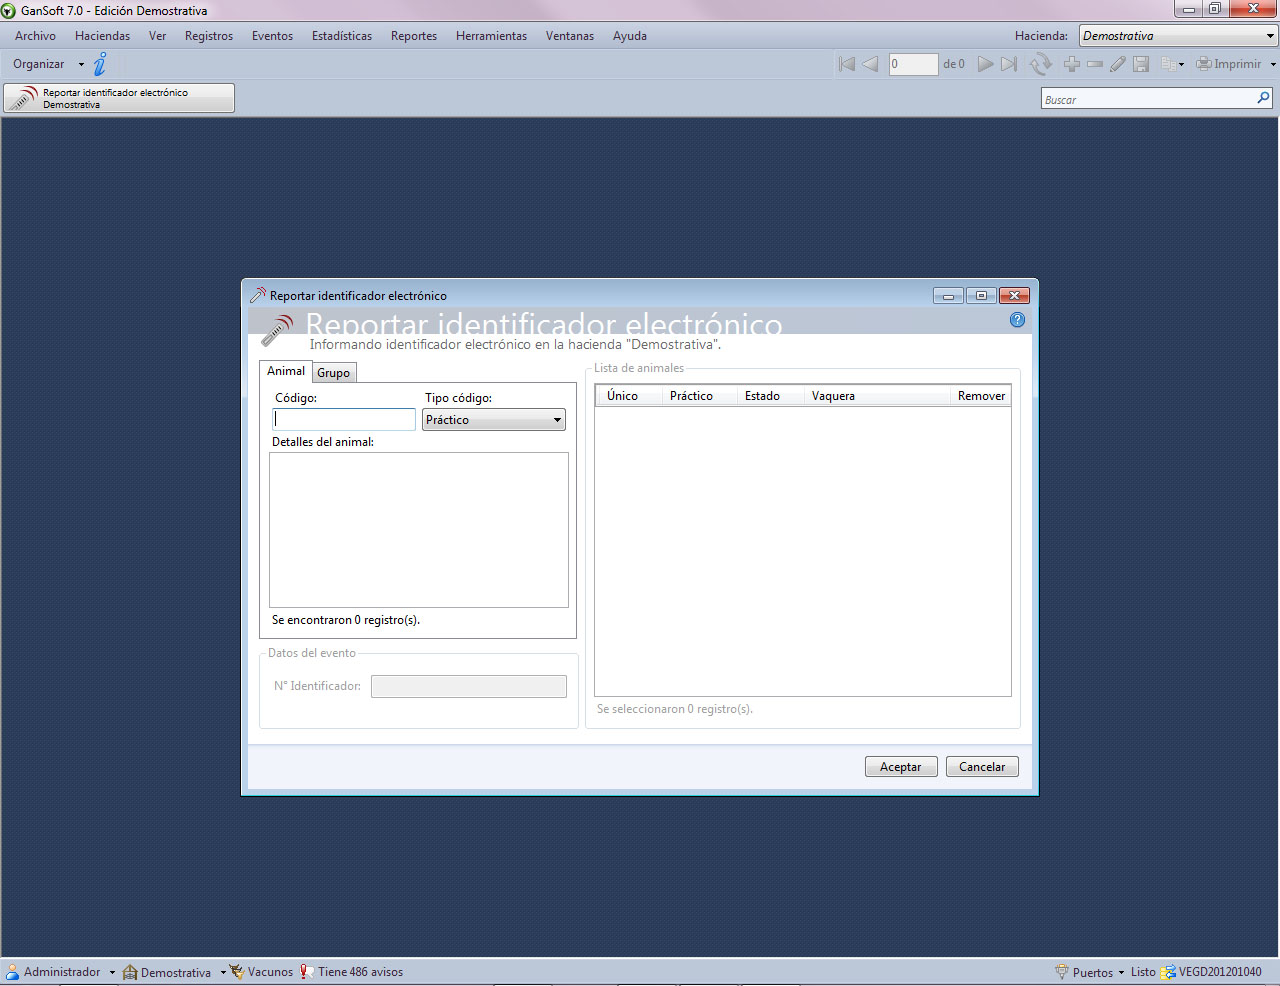 GanSoft 7.0 - Edición Demostrativa
Archivo Haciendas Ver Registros Eventos Estadísticas Reportes Herramientas Ventanas Ayuda Hacienda: Demostrativa
Organizar 0 de 0 Imprimir
Reportar identificador electrónico
Demostrativa
Buscar
Reportar identificador electrónico
Reportar identificador electrónico
Informando identificador electrónico en la hacienda "Demostrativa".
Animal Grupo
Código: Tipo código:
Práctico
Detalles del animal:
Se encontraron 0 registro(s).
Datos del evento
N° Identificador:
Lista de animales
Único Práctico Estado Vaquera Remover
Se seleccionaron 0 registro(s).
Aceptar Cancelar
Administrador Demostrativa Vacunos Tiene 486 avisos Puertos Listo VEGD201201040